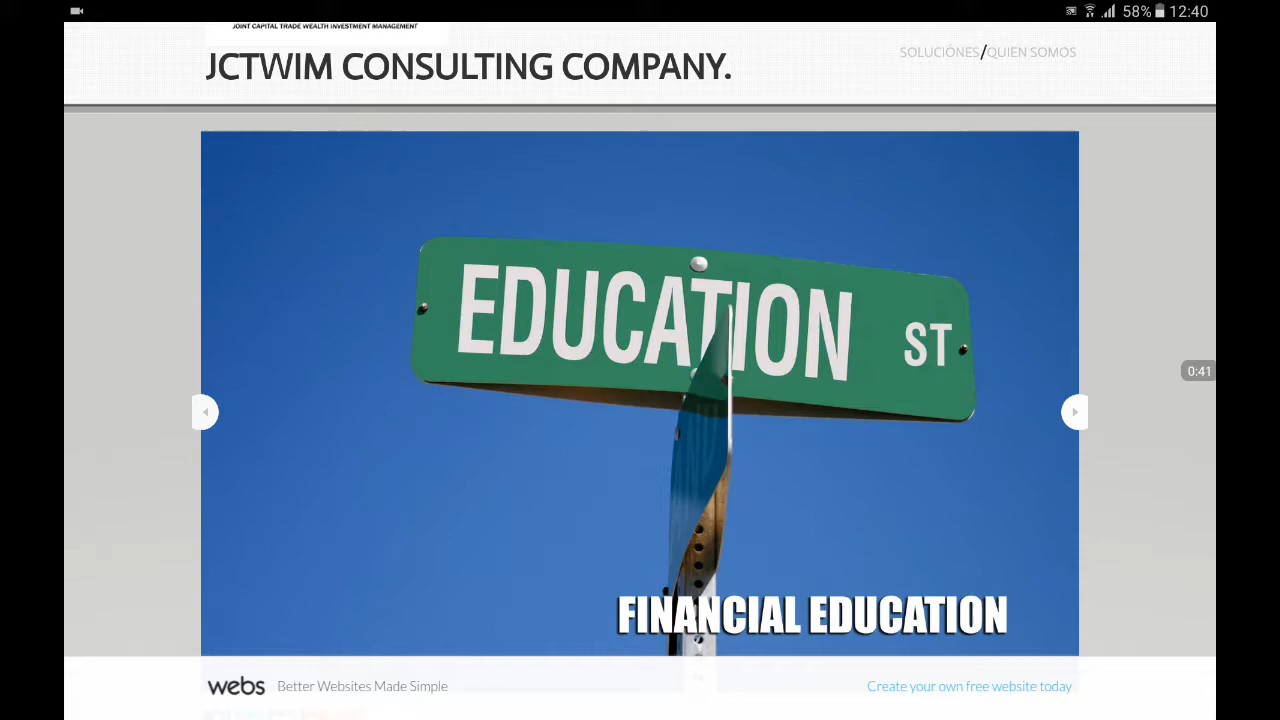 58% 12:40
JOINT CAPITAL TRADE WEALTH INVESTMENT MANAGEMENT
JCTWIM CONSULTING COMPANY.
SOLUCIÓNES/QUIEN SOMOS
EDUCATION ST
0:41
FINANCIAL EDUCATION
webs Better Websites Made Simple Create your own free website today